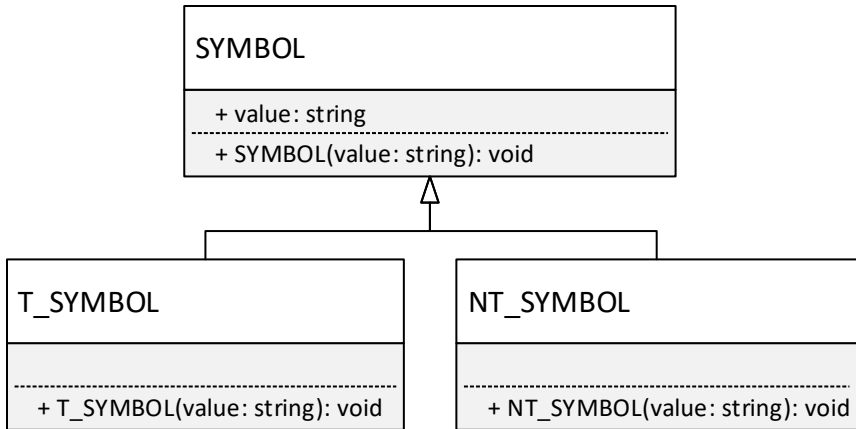 SYMBOL
+ value: string
+ SYMBOL(value: string): void
T_SYMBOL
+ T_SYMBOL(value: string): void
NT_SYMBOL
+ NT_SYMBOL(value: string): void